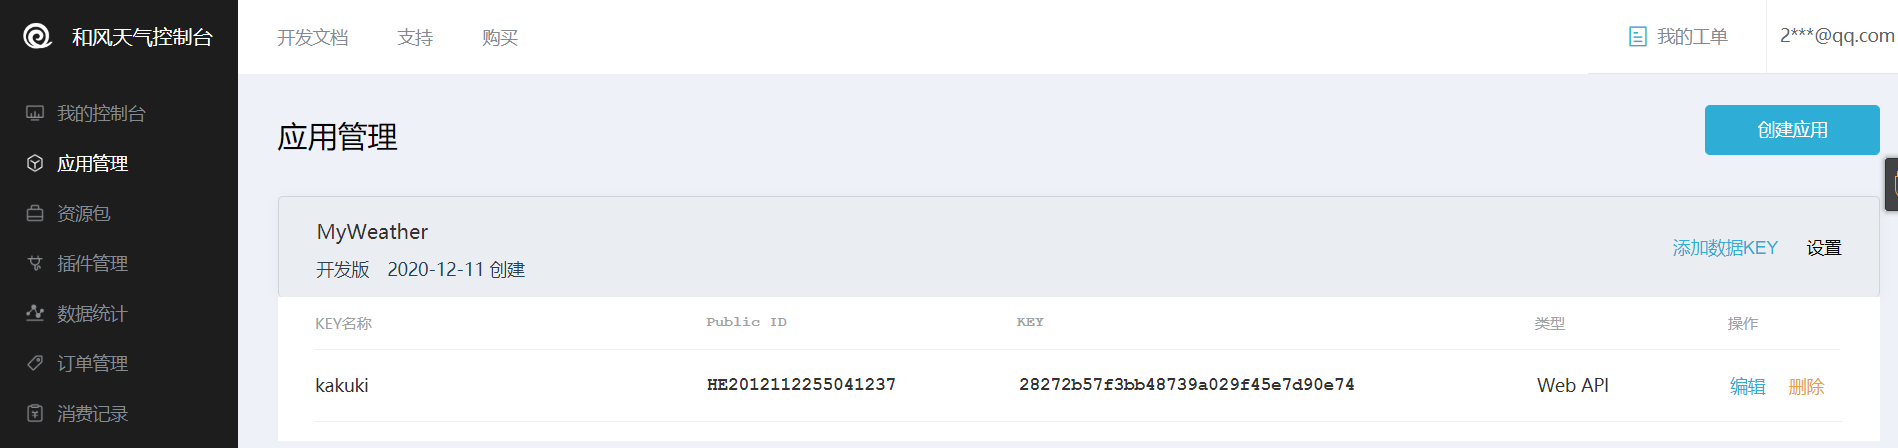 和风天气控制台
开发文档 支持 购买
我的工单
2***@qq.com
我的控制台
应用管理
资源包
插件管理
数据统计
订单管理
消费记录
应用管理
创建应用
MyWeather
开发版 2020-12-11 创建
添加数据KEY 设置
KEY名称 Public ID KEY 类型 操作
kakuki HE2012112255041237 28272b57f3bb48739a029f45e7d90e74 Web API 编辑 删除